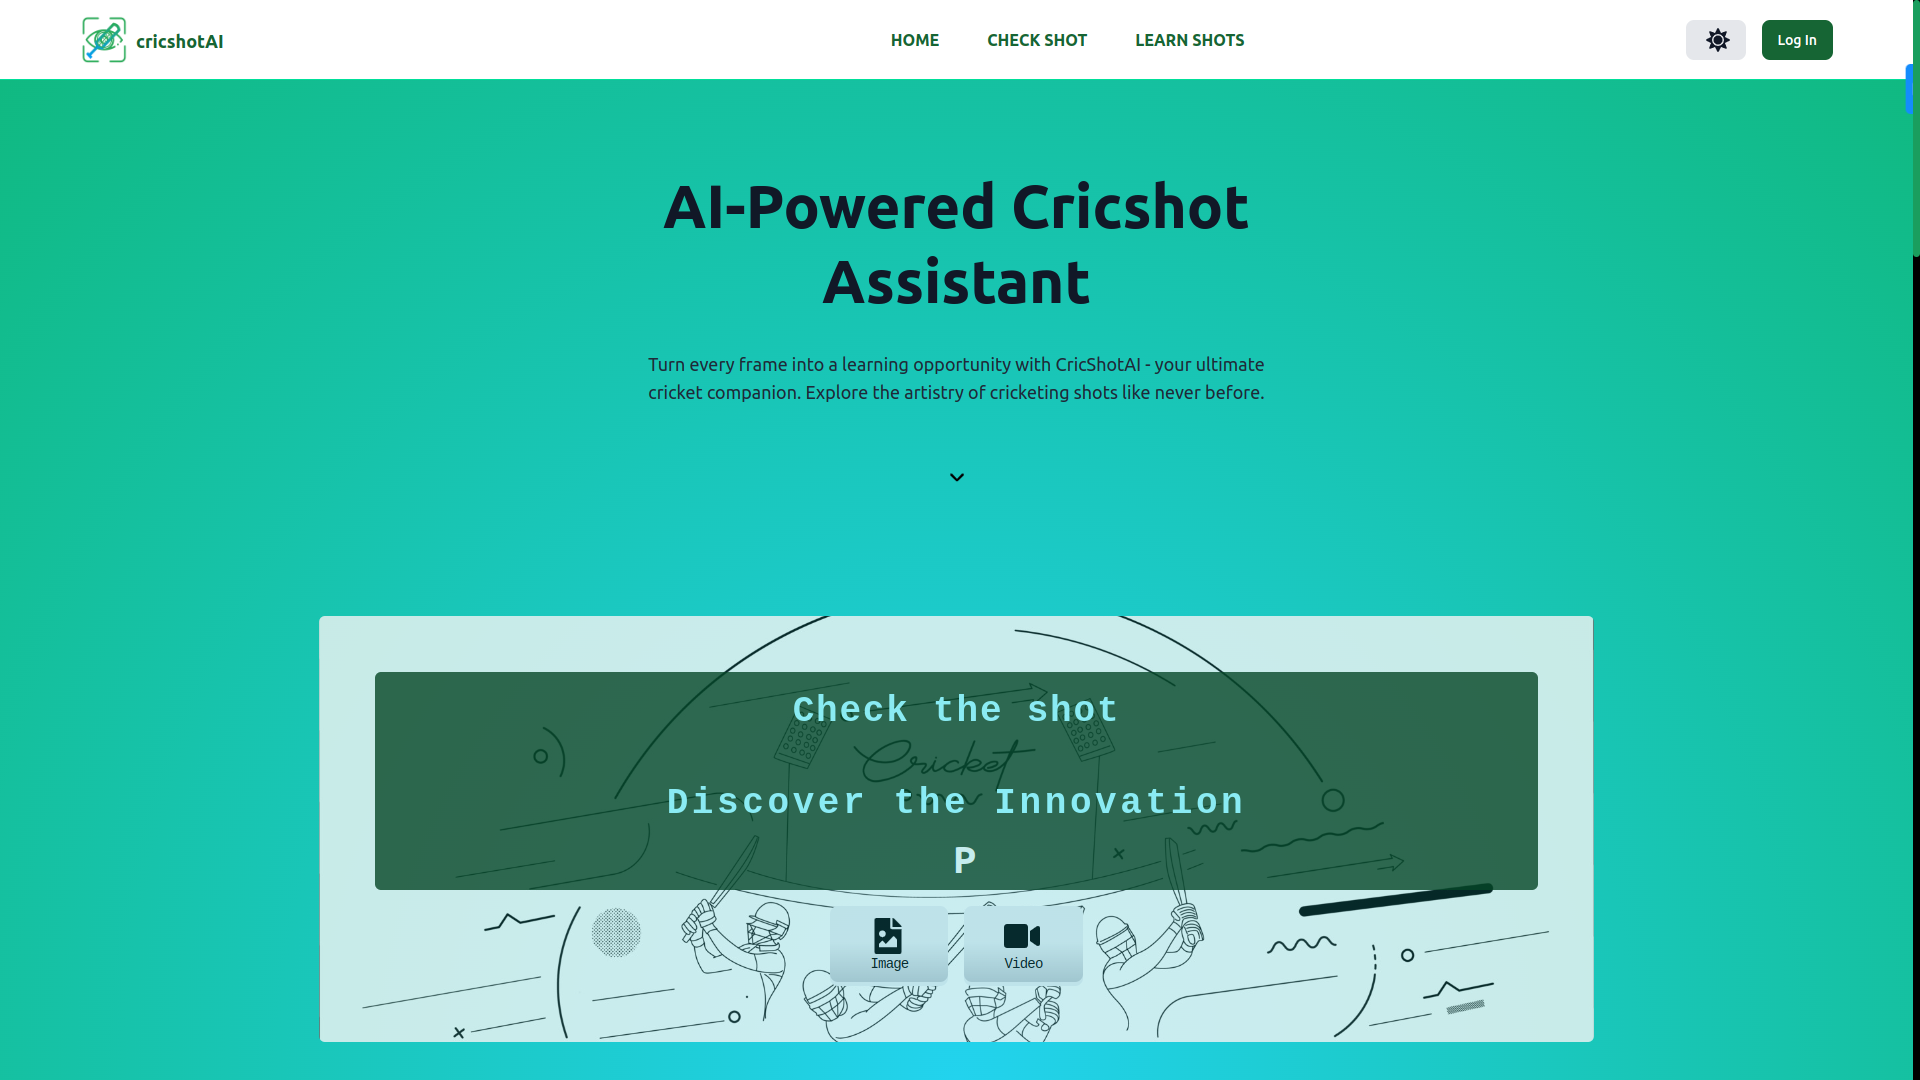 cricshotAI
HOME
CHECK SHOT
LEARN SHOTS
Log In
AI-Powered Cricshot
Assistant
Turn every frame into a learning opportunity with CricShotAI - your ultimate
cricket companion. Explore the artistry of cricketing shots like never before.
Check the shot
Cricket
Discover the Innovation
P
Image
Video